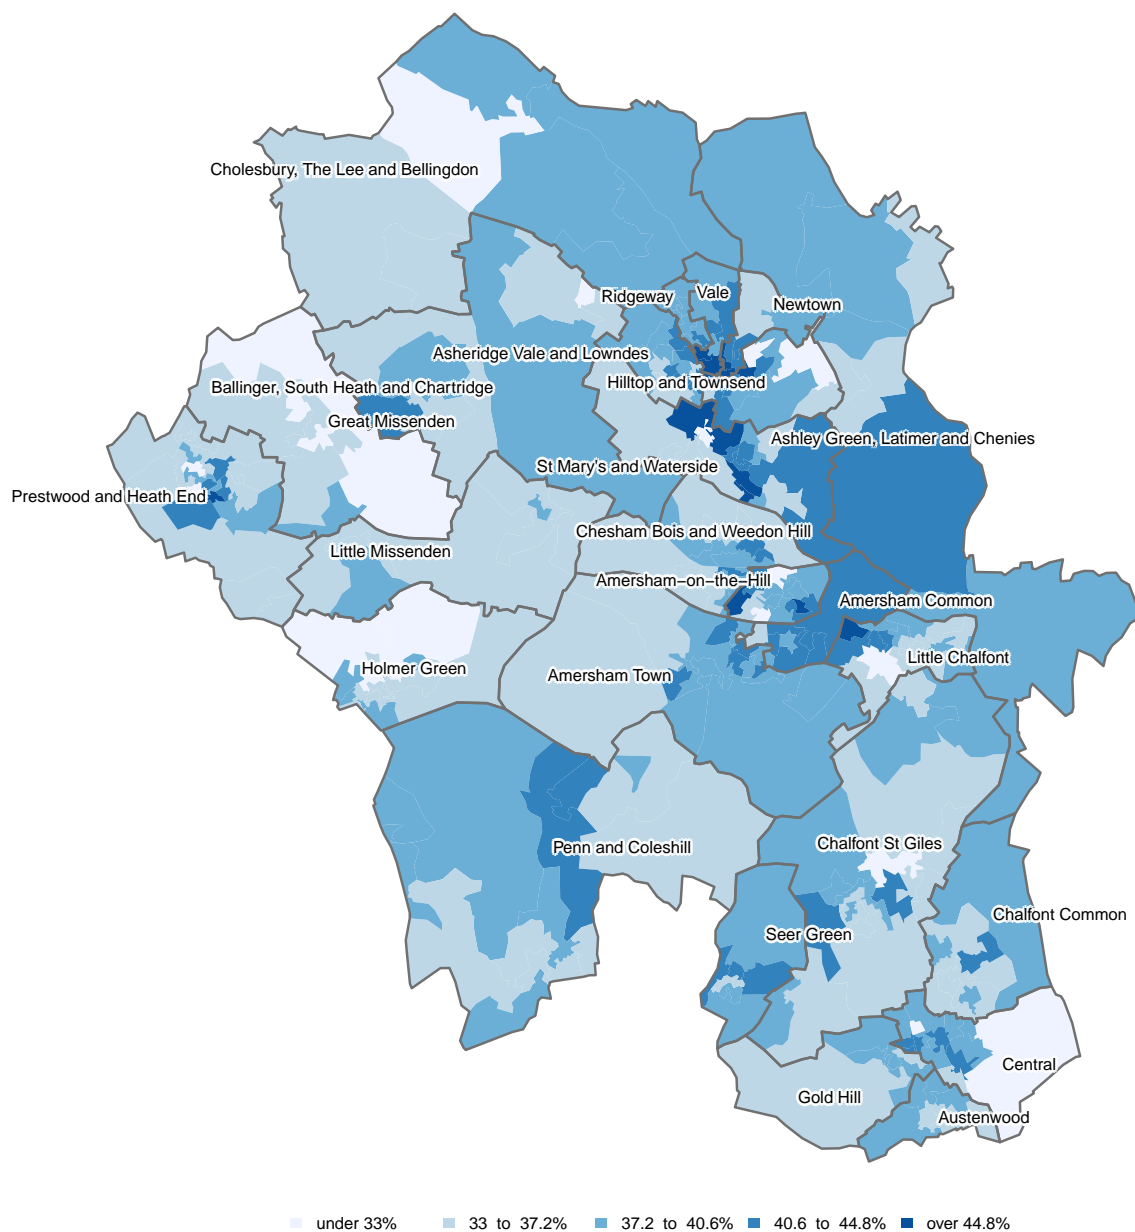 Cholesbury, The Lee and Bellingdon
Ridgeway
Vale
Newtown
Asheridge Vale and Lowndes
Hilltop and Townsend
Ballinger, South Heath and Chartridge
Great Missenden
Ashley Green, Latimer and Chenies
St Mary's and Waterside
Prestwood and Heath End
Chesham Bois and Weedon Hill
Little Missenden
Amersham−on−the−Hill
Amersham Common
Little Chalfont
Holmer Green
Amersham Town
Penn and Coleshill
Chalfont St Giles
Chalfont Common
Seer Green
Central
Gold Hill
Austenwood
under 33% 33 to 37.2% 37.2 to 40.6% 40.6 to 44.8% over 44.8%